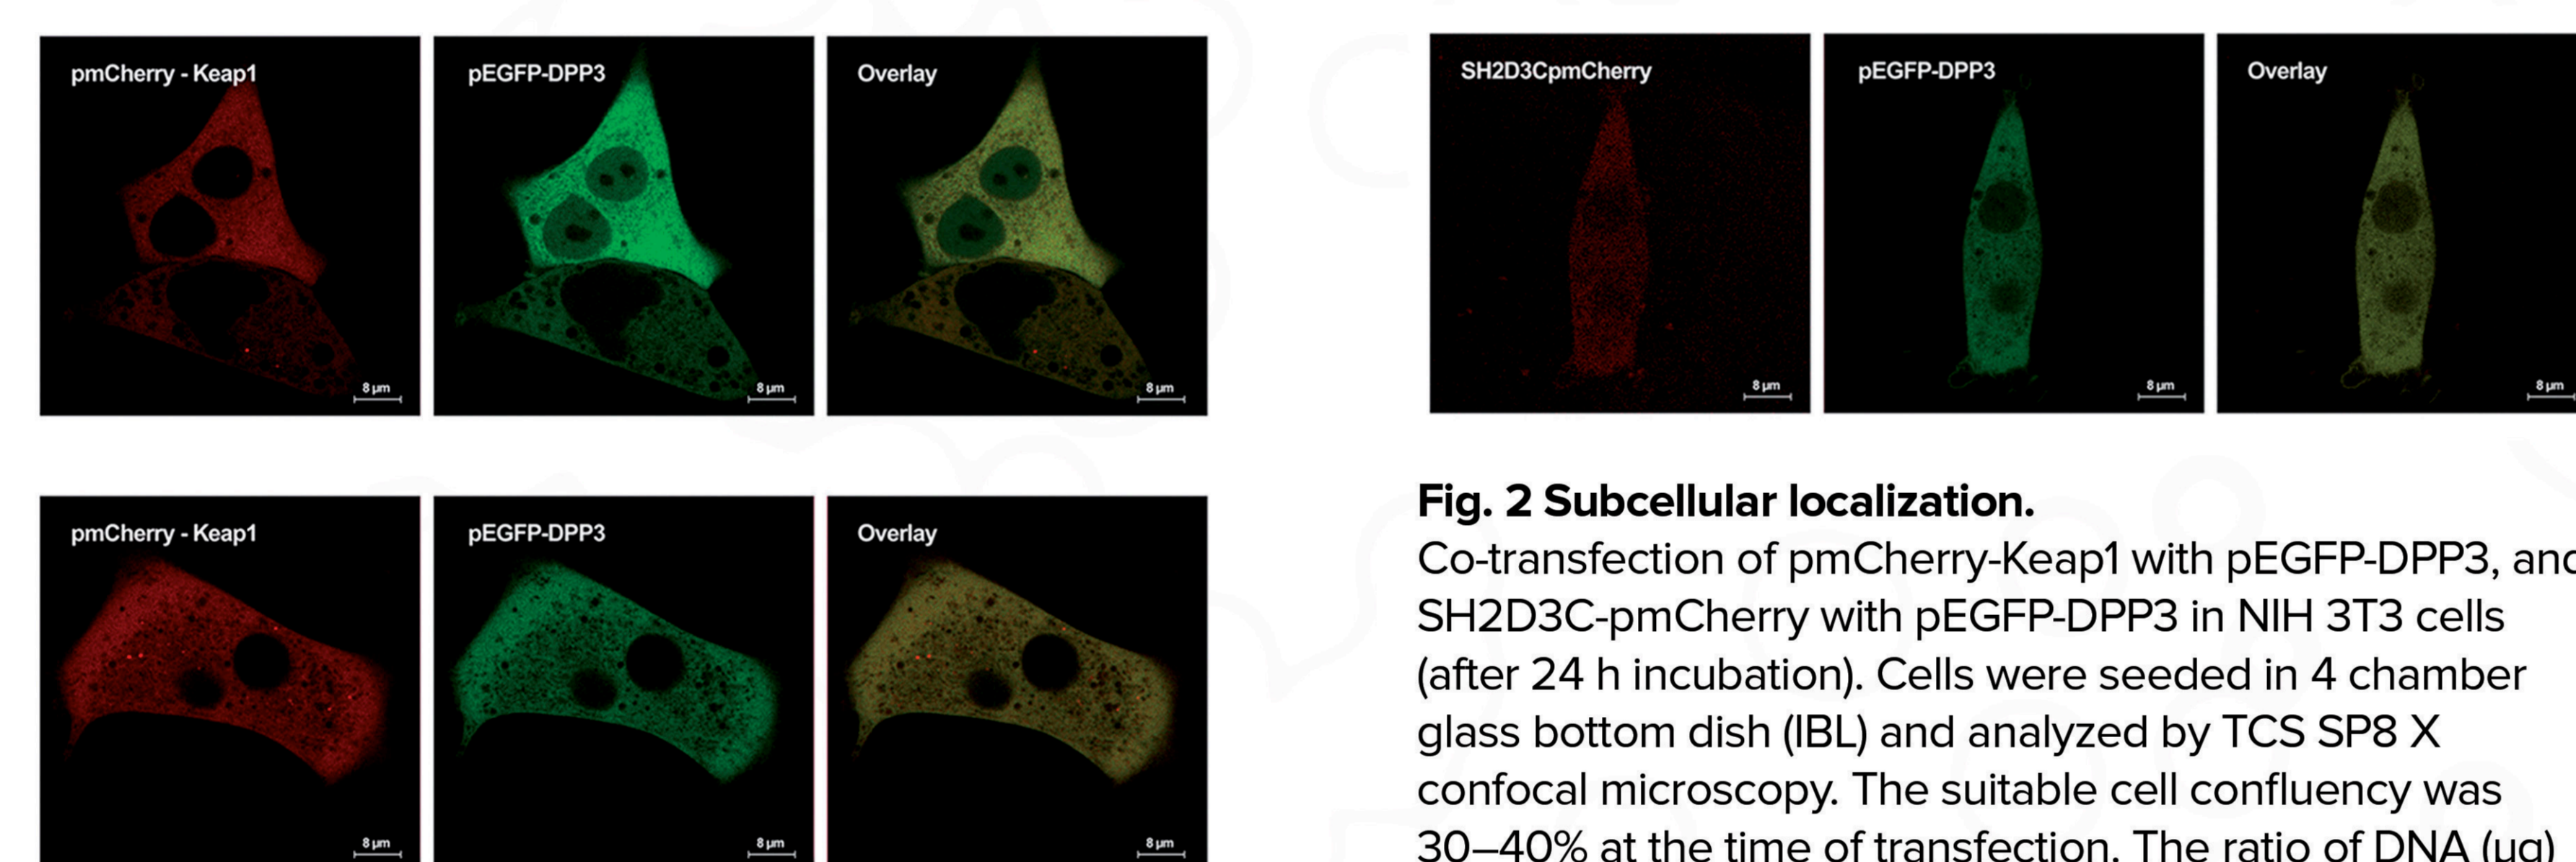 pmCherry - Keap1
pEGFP-DPP3
Overlay
8 µm
8 µm
8 µm
SH2D3CpmCherry
pEGFP-DPP3
Overlay
8 µm
8 µm
8 µm
pmCherry - Keap1
pEGFP-DPP3
Overlay
8 µm
8 µm
8 µm
Fig. 2 Subcellular localization.
Co-transfection of pmCherry-Keap1 with pEGFP-DPP3, and
SH2D3C-pmCherry with pEGFP-DPP3 in NIH 3T3 cells
(after 24 h incubation). Cells were seeded in 4 chamber
glass bottom dish (IBL) and analyzed by TCS SP8 X
confocal microscopy. The suitable cell confluency was
30–40% at the time of transfection. The ratio of DNA (µg)